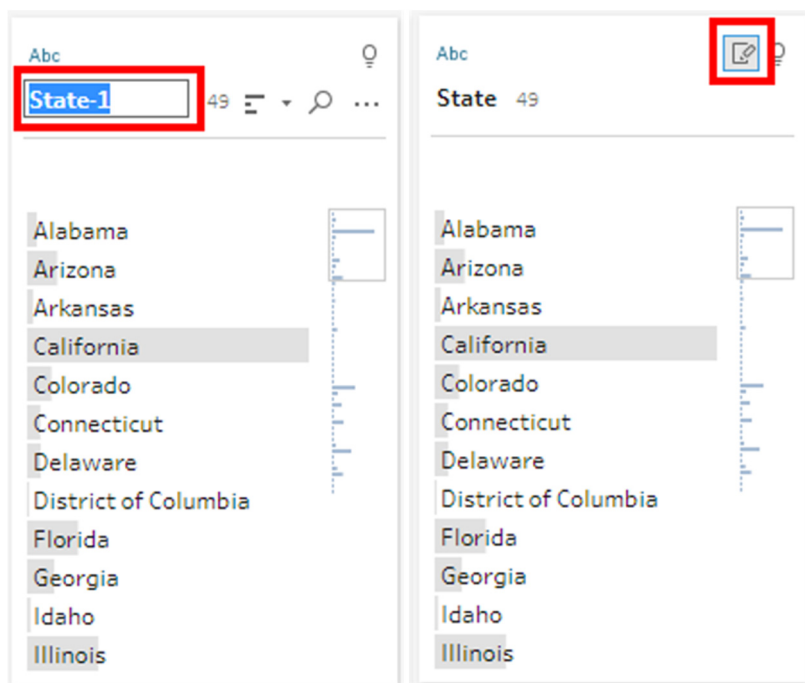 Abc
State-1 49 ...
Alabama
Arizona
Arkansas
California
Colorado
Connecticut
Delaware
District of Columbia
Florida
Georgia
Idaho
Illinois
Abc
State 49
Alabama
Arizona
Arkansas
California
Colorado
Connecticut
Delaware
District of Columbia
Florida
Georgia
Idaho
Illinois